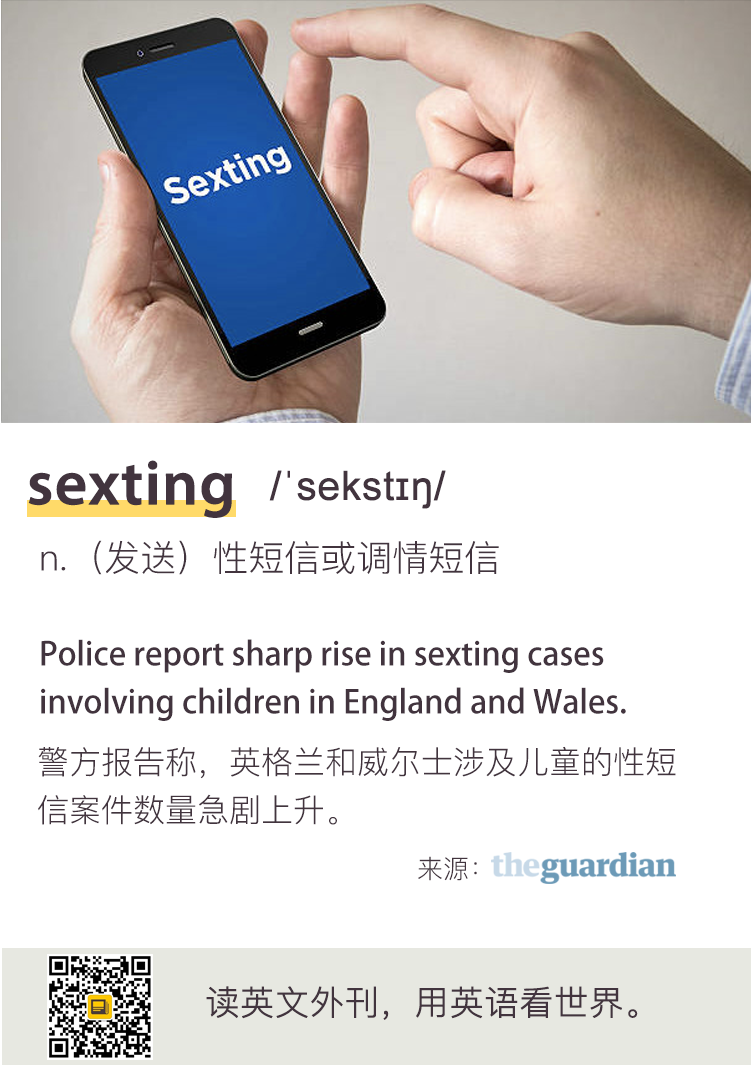 Sexting
sexting /ˈsekstɪŋ/
n.（发送）性短信或调情短信
Police report sharp rise in sexting cases
involving children in England and Wales.
警方报告称，英格兰和威尔士涉及儿童的性短
信案件数量急剧上升。
来源：theguardian
读英文外刊，用英语看世界。